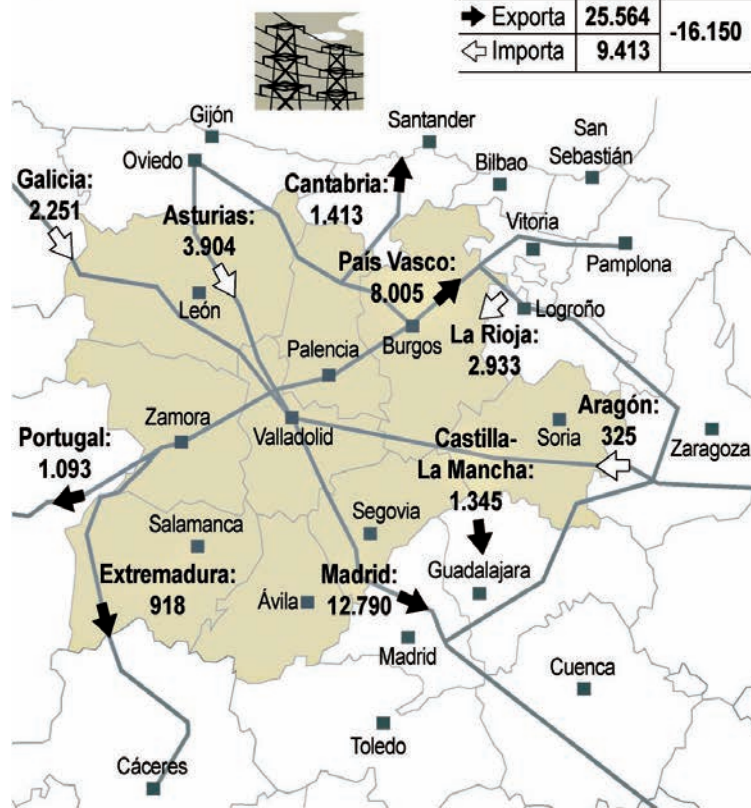 Exporta 25.564 -16.150
Importa 9.413
Gijón
Santander
San
Sebastián
Oviedo
Bilbao
Galicia:
2.251
Asturias:
3.904
Cantabria:
1.413
Vitoria
Pamplona
País Vasco:
8.005
León
Logroño
Burgos
La Rioja:
2.933
Palencia
Zamora
Valladolid
Soria
Aragón:
325
Zaragoza
Portugal:
1.093
Castilla-
La Mancha:
1.345
Salamanca
Segovia
Extremadura:
918
Ávila
Madrid:
12.790
Guadalajara
Madrid
Cuenca
Toledo
Cáceres